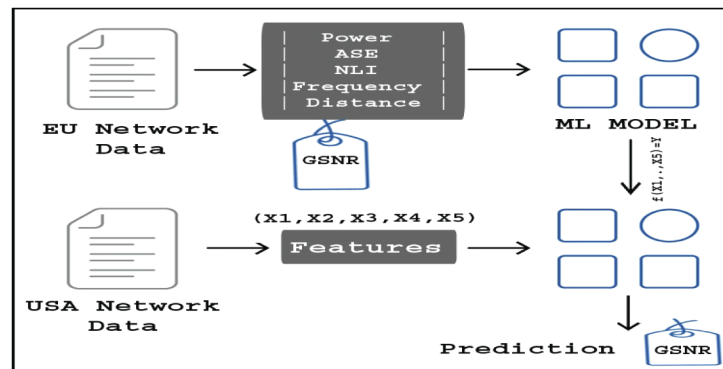 | Power |
| ASE |
| NLI |
|Frequency |
| Distance |
EU Network
Data
GSNR
ML MODEL
f(X1,.,X5)=Y
(X1,X2,X3,X4,X5)
Features
USA Network
Data
Prediction
GSNR